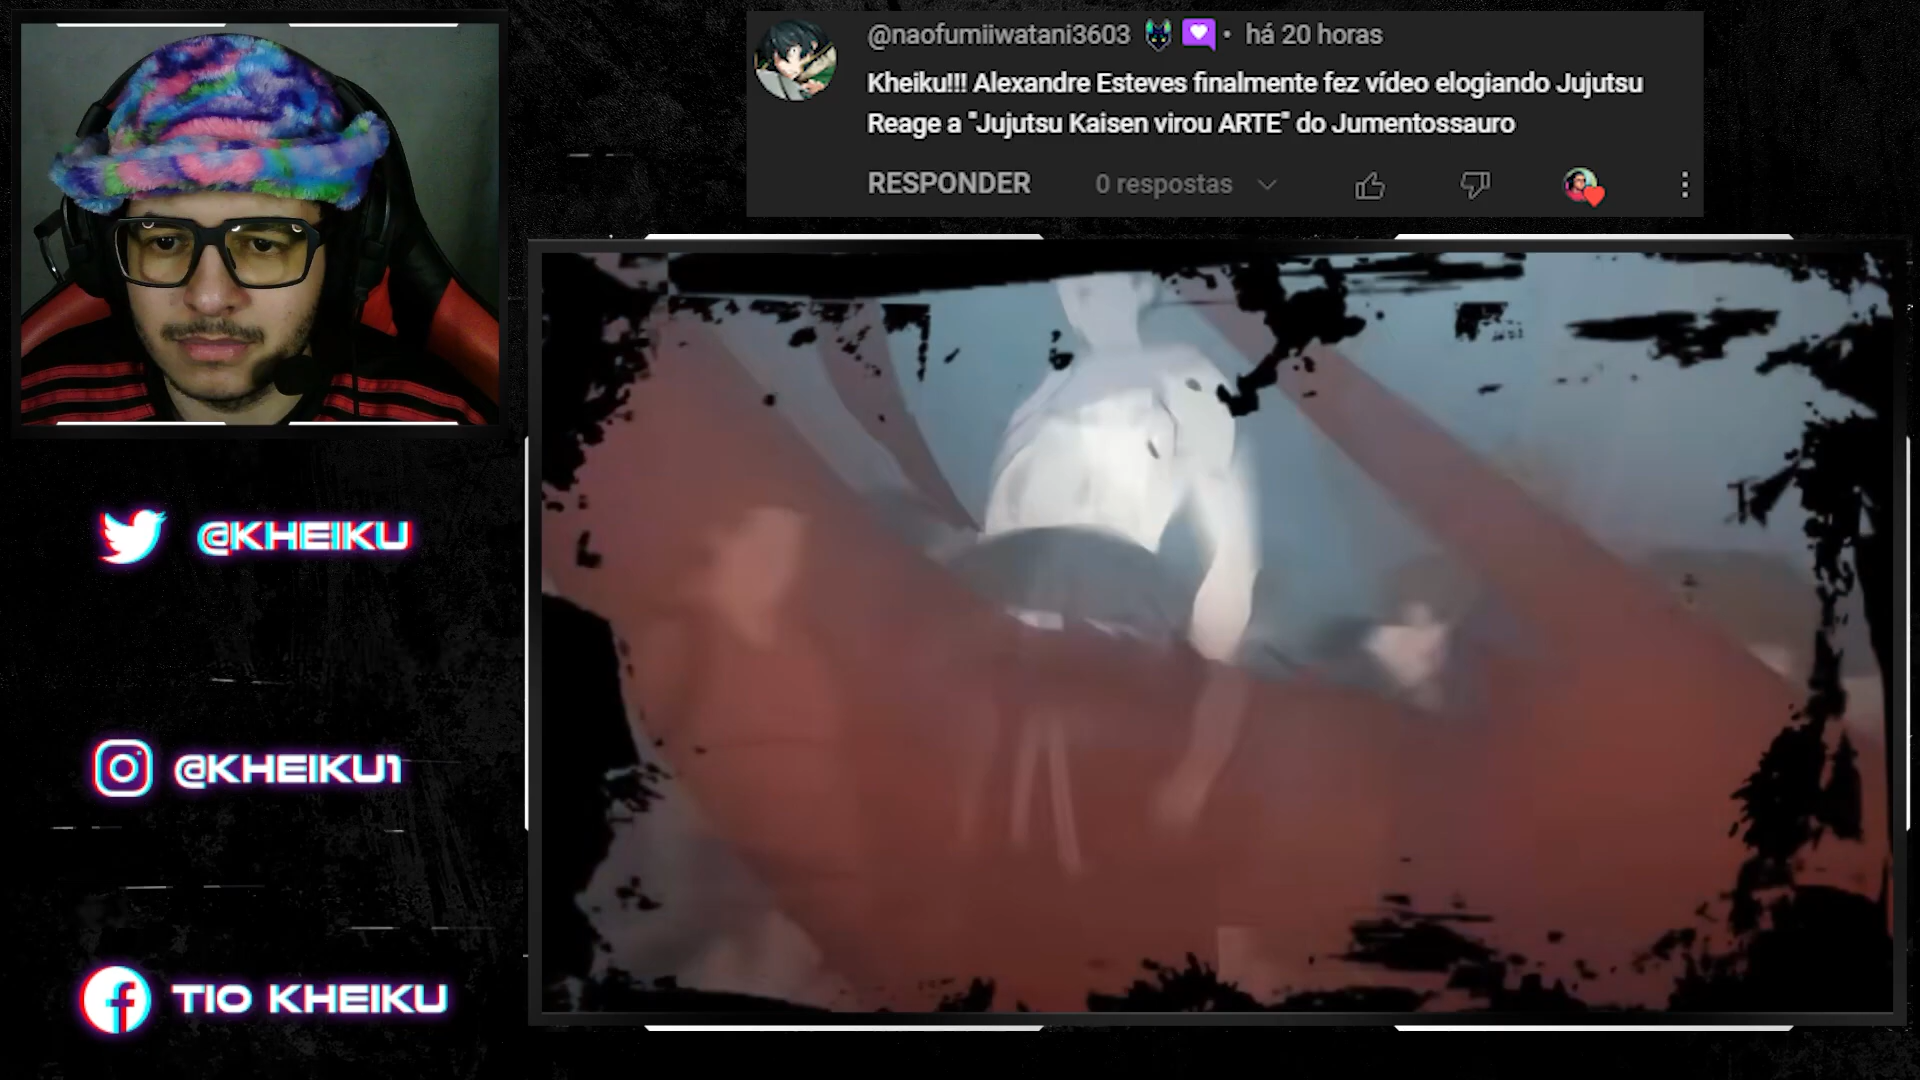 @naofumiiwatani3603 • há 20 horas
Kheiku!!! Alexandre Esteves finalmente fez vídeo elogiando Jujutsu
Reage a "Jujutsu Kaisen virou ARTE" do Jumentossauro
RESPONDER 0 respostas
@KHEIKU
@KHEIKU1
TIO KHEIKU